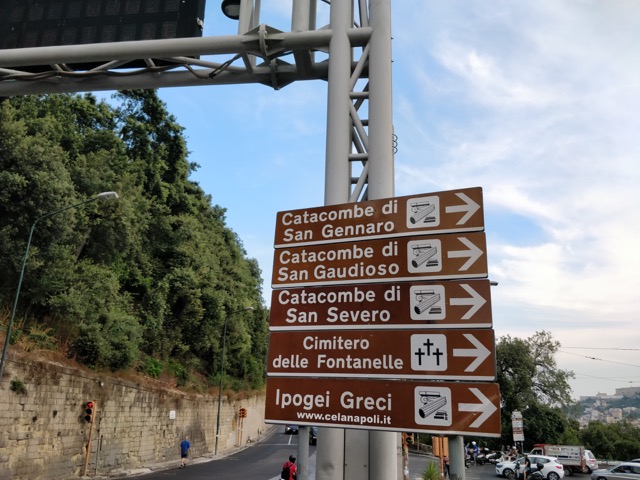 Catacombe di
San Gennaro
Catacombe di
San Gaudioso
Catacombe di
San Severo
Cimitero
delle Fontanelle
Ipogei Greci
www.celanapoli.it